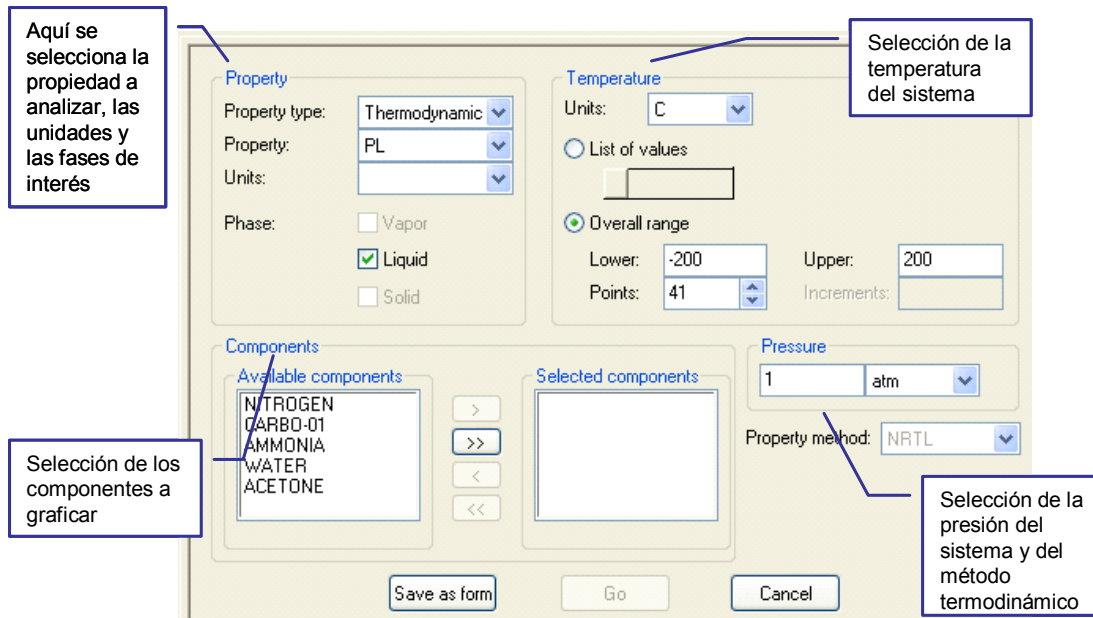 Aquí se
selecciona la
propiedad a
analizar, las
unidades y
las fases de
interés
Selección de la
temperatura
del sistema
Property
Property type: Thermodynamic
Property: PL
Units:
Phase: Vapor
Liquid
Solid
Temperature
Units: C
List of values
Overall range
Lower: -200 Upper: 200
Points: 41 Increments:
Components
Available components
NITROGEN
CARBO-01
AMMONIA
WATER
ACETONE
>
>>
<
<<
Selected components
Pressure
1 atm
Property method: NRTL
Selección de los
componentes a
graficar
Selección de la
presión del
sistema y del
método
termodinámico
Save as form Go Cancel